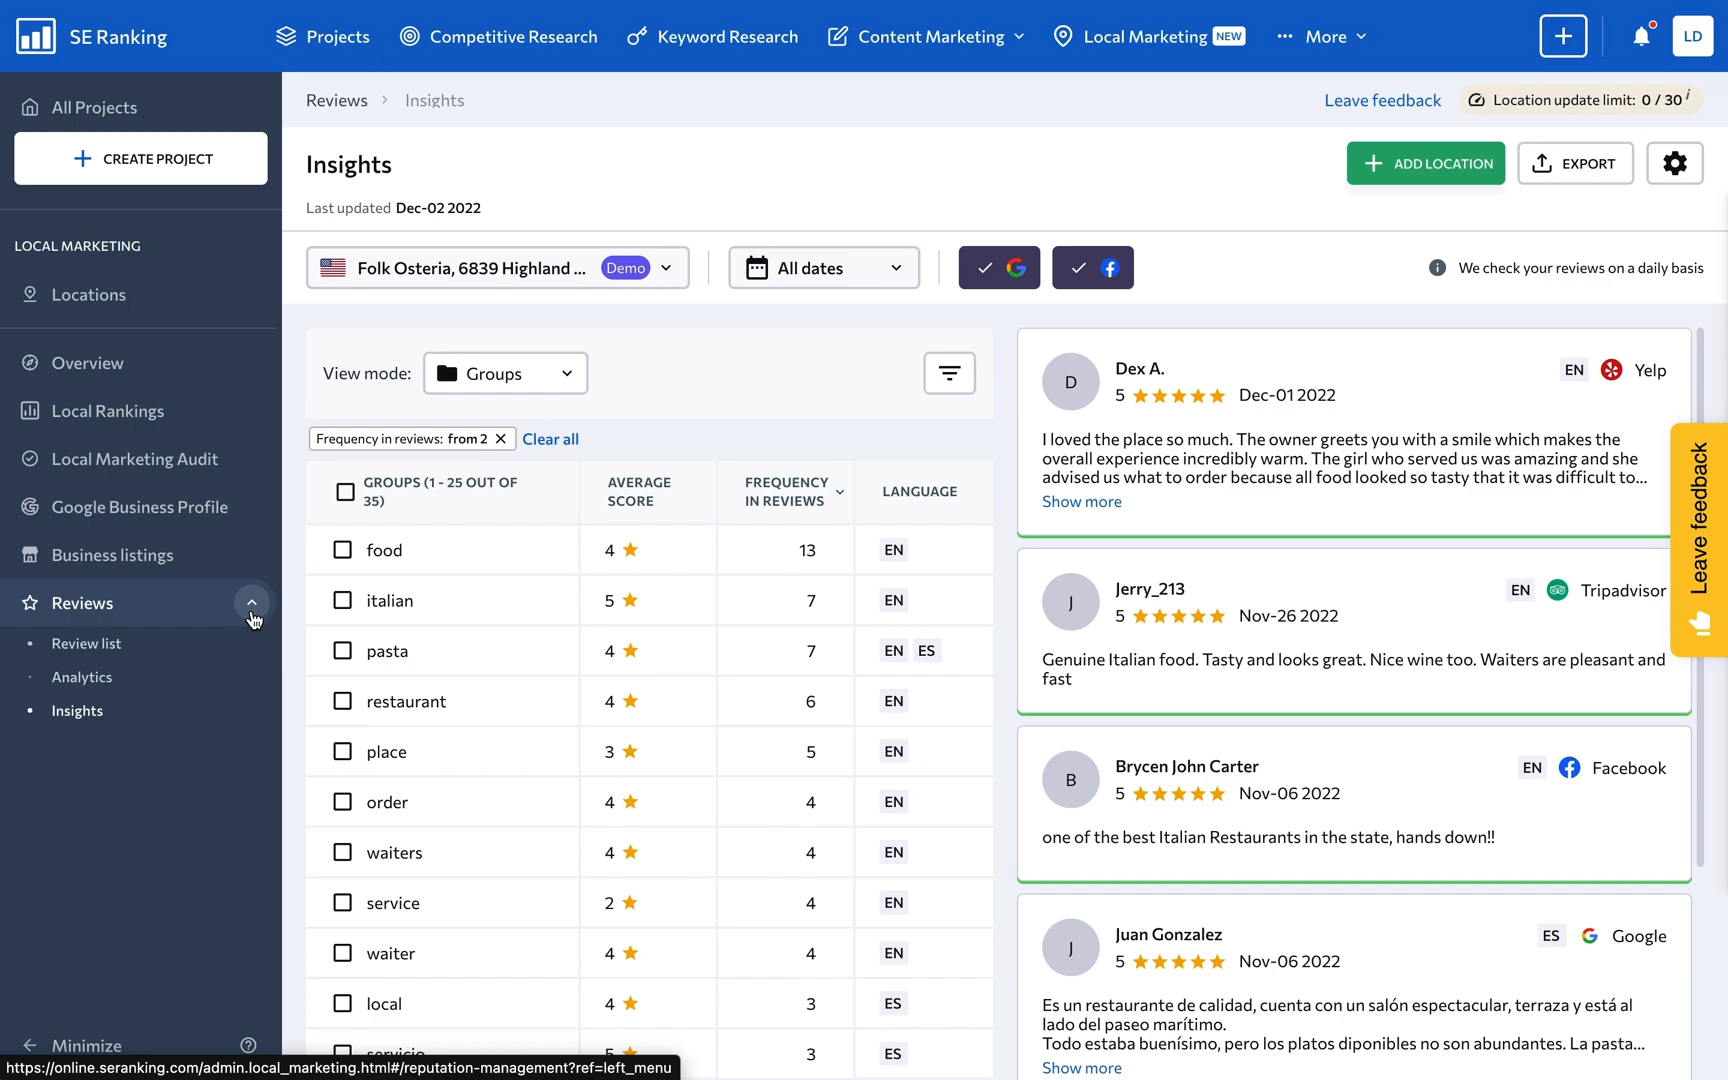 SE Ranking
Projects
Competitive Research
Keyword Research
Content Marketing
Local Marketing NEW
More
LD
All Projects
CREATE PROJECT
LOCAL MARKETING
Locations
Overview
Local Rankings
Local Marketing Audit
Google Business Profile
Business listings
Reviews
Review list
Analytics
Insights
Minimize
https://online.seranking.com/admin.local_marketing.html#/reputation-management?ref=left_menu
Reviews > Insights
Leave feedback
Location update limit: 0 / 30 i
Insights
ADD LOCATION
EXPORT
Last updated Dec-02 2022
Folk Osteria, 6839 Highland ... Demo
All dates
We check your reviews on a daily basis
View mode: Groups
Frequency in reviews: from 2
Clear all
GROUPS (1 - 25 OUT OF
35)
AVERAGE
SCORE
FREQUENCY
IN REVIEWS
LANGUAGE
food 4 13 EN
italian 5 7 EN
pasta 4 7 EN ES
restaurant 4 6 EN
place 3 5 EN
order 4 4 EN
waiters 4 4 EN
service 2 4 EN
waiter 4 4 EN
local 4 3 ES
servicio 5 3 ES
D
Dex A.
EN Yelp
5 Dec-01 2022
I loved the place so much. The owner greets you with a smile which makes the
overall experience incredibly warm. The girl who served us was amazing and she
advised us what to order because all food looked so tasty that it was difficult to...
Show more
J
Jerry_213
EN Tripadvisor
5 Nov-26 2022
Genuine Italian food. Tasty and looks great. Nice wine too. Waiters are pleasant and
fast
B
Brycen John Carter
EN Facebook
5 Nov-06 2022
one of the best Italian Restaurants in the state, hands down!!
J
Juan Gonzalez
ES Google
5 Nov-06 2022
Es un restaurante de calidad, cuenta con un salón espectacular, terraza y está al
lado del paseo marítimo.
Todo estaba buenísimo, pero los platos diponibles no son abundantes. La pasta...
Show more
Leave feedback